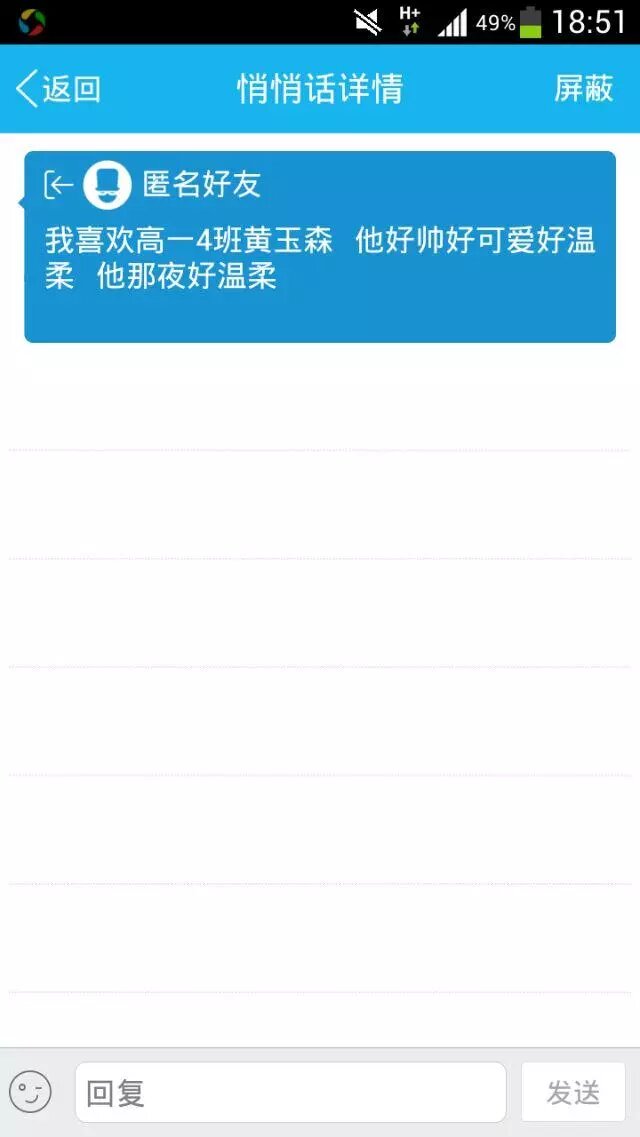 H+
49% 18:51
返回 悄悄话详情 屏蔽
匿名好友
我喜欢高一4班黄玉森 他好帅好可爱好温
柔 他那夜好温柔
回复 发送